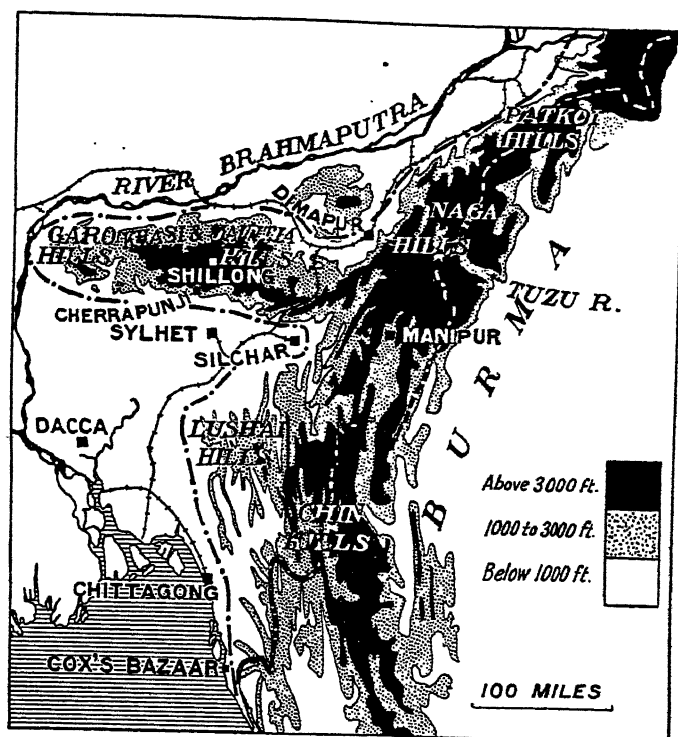 PATKOI
HILLS
BRAHMAPUTRA
RIVER
DIMAPUR
NAGA
HILLS
GARO
HILLS
KHASI & JAINTIA
HILLS
SHILLONG
CHERRAPUNJI
SYLHET
SILCHAR
MANIPUR
TUZU R.
BURMA
DACCA
LUSHAI
HILLS
CHIN
HILLS
CHITTAGONG
COX'S BAZAAR
Above 3000 ft.
1000 to 3000 ft.
Below 1000 ft.
100 MILES